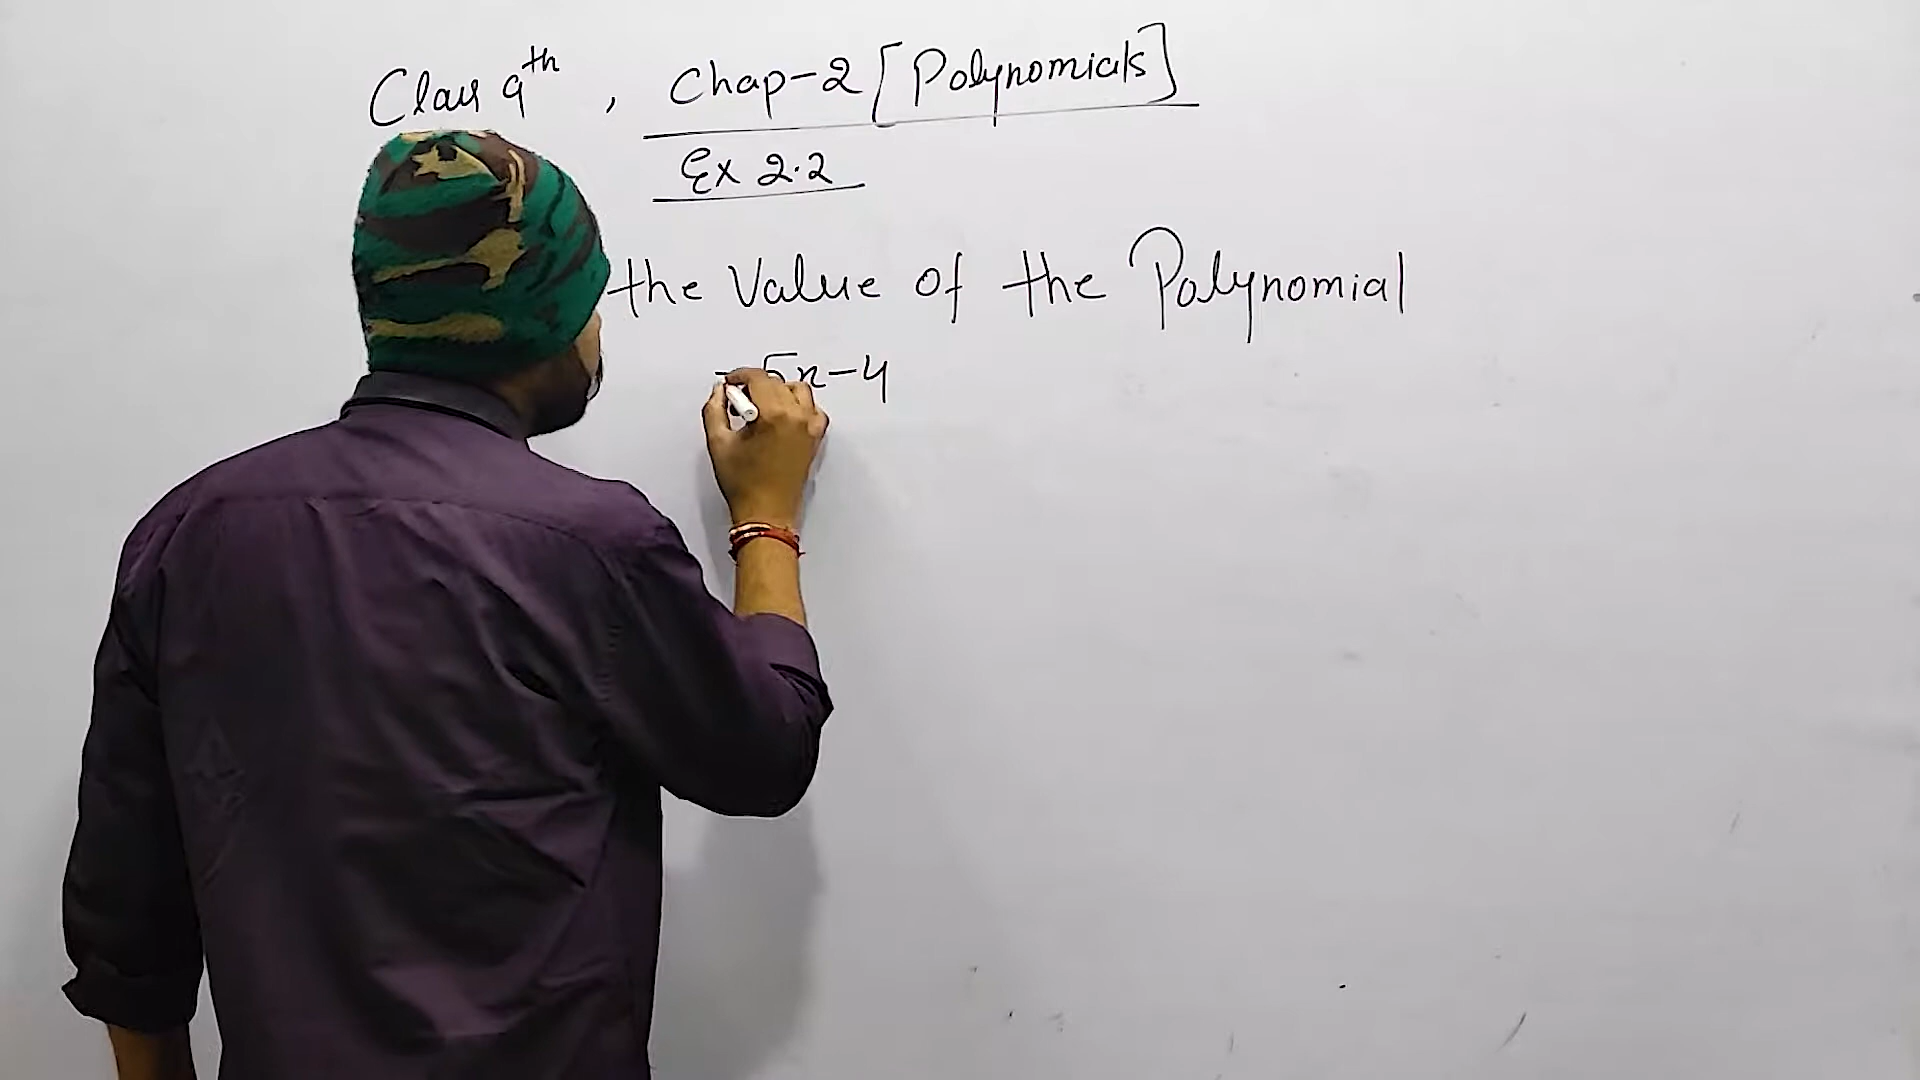 Class 9th, Chap-2 [Polynomials]
Ex 2.2
the Value of the Polynomial
5x-4